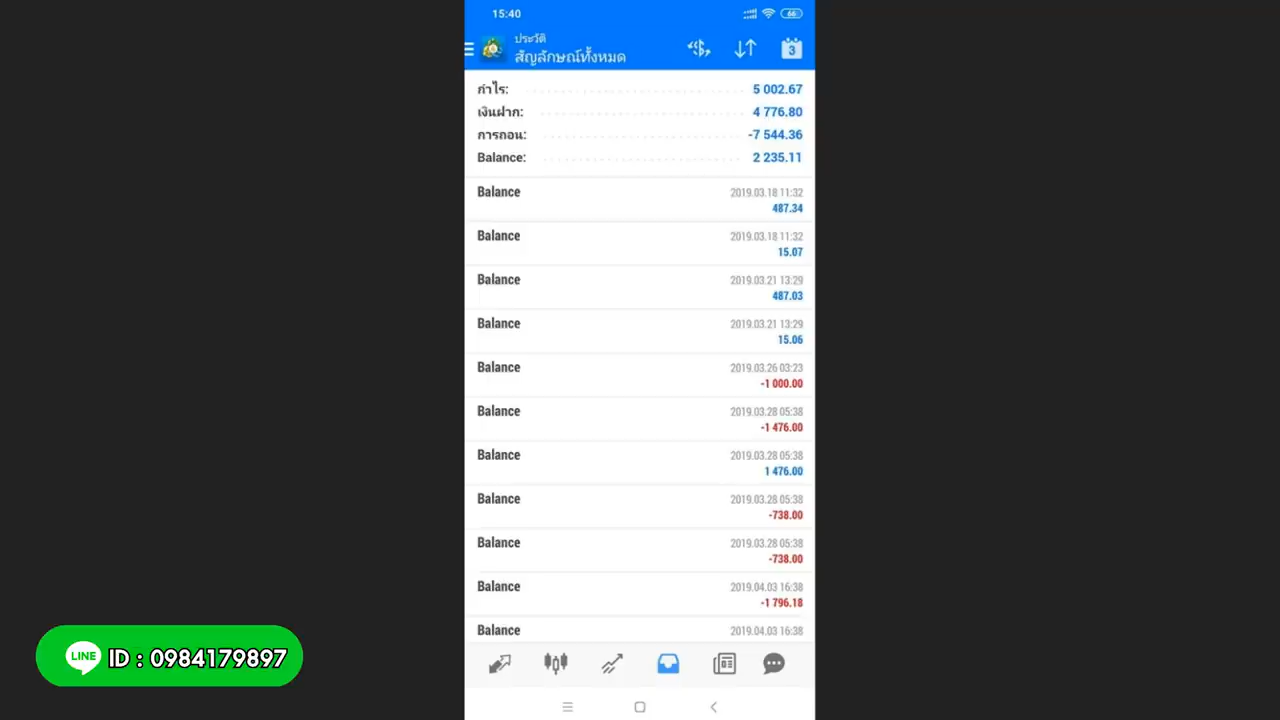 15:40
66
ประวัติ
สัญลักษณ์ทั้งหมด
3
กำไร: 5 002.67
เงินฝาก: 4 776.80
การถอน: -7 544.36
Balance: 2 235.11
Balance 2019.03.18 11:32
487.34
Balance 2019.03.18 11:32
15.07
Balance 2019.03.21 13:29
487.03
Balance 2019.03.21 13:29
15.06
Balance 2019.03.26 03:23
-1 000.00
Balance 2019.03.28 05:38
-1 476.00
Balance 2019.03.28 05:38
1 476.00
Balance 2019.03.28 05:38
-738.00
Balance 2019.03.28 05:38
-738.00
Balance 2019.04.03 16:38
-1 796.18
Balance 2019.04.03 16:38
LINE ID : 0984179897